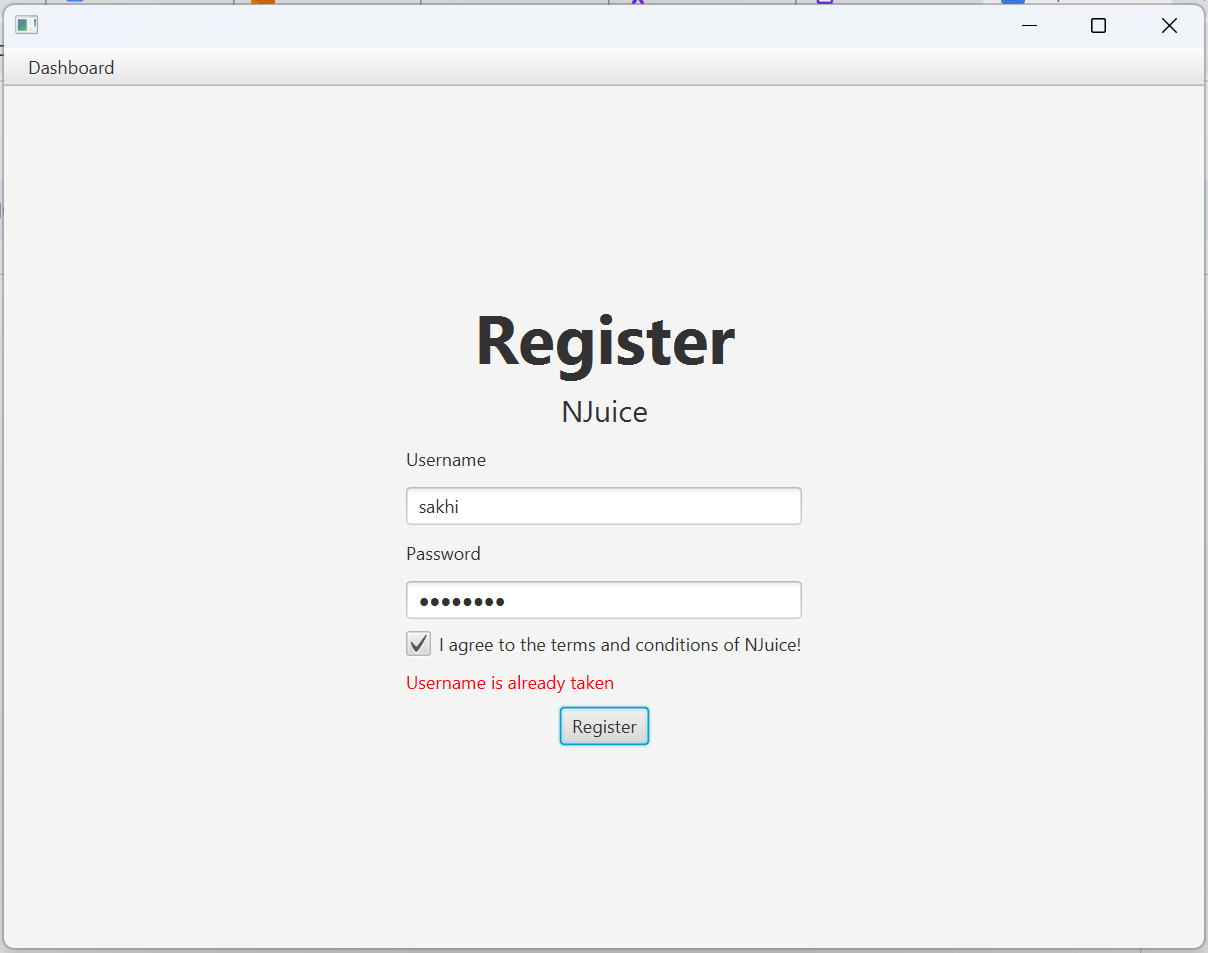 Dashboard
Register
NJuice
Username
sakhi
Password
••••••••
I agree to the terms and conditions of NJuice!
Username is already taken
Register